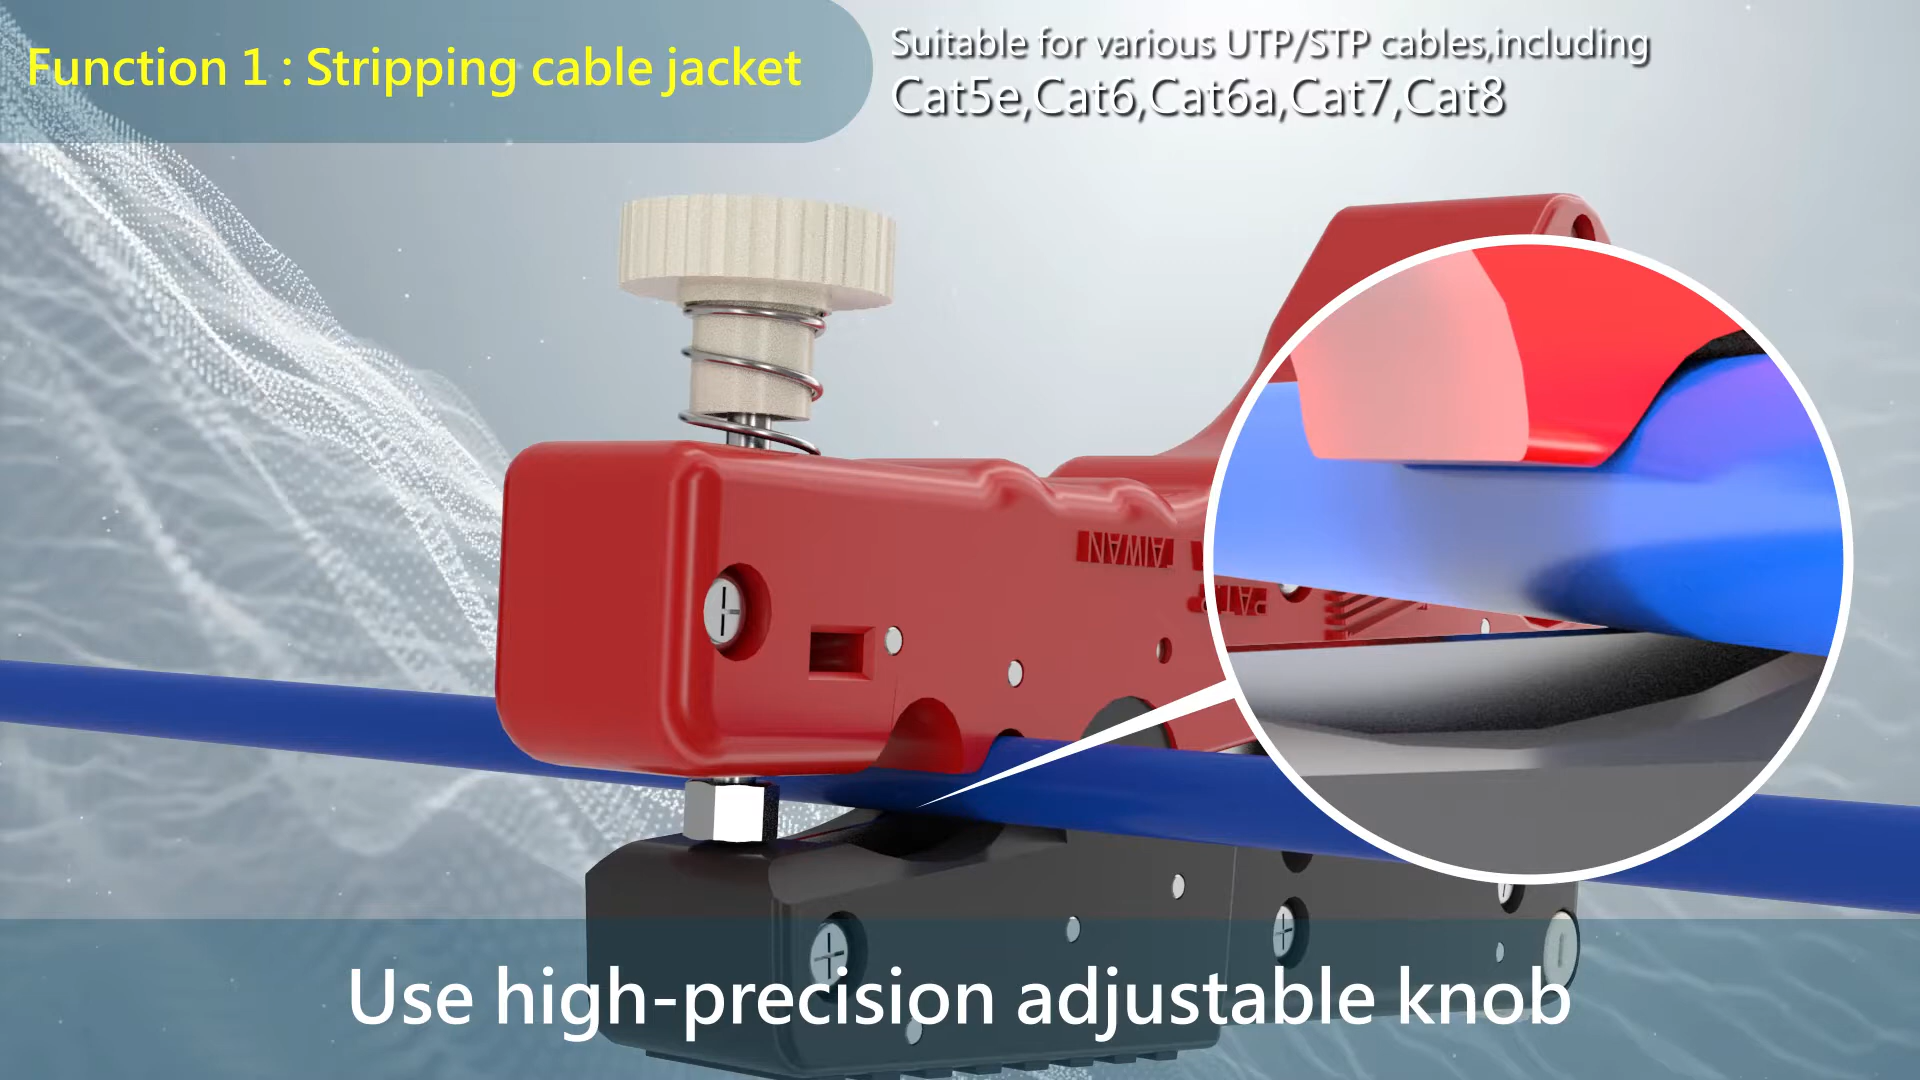 Function 1 : Stripping cable jacket
Suitable for various UTP/STP cables,including
Cat5e,Cat6,Cat6a,Cat7,Cat8
TAIWAN
Use high-precision adjustable knob